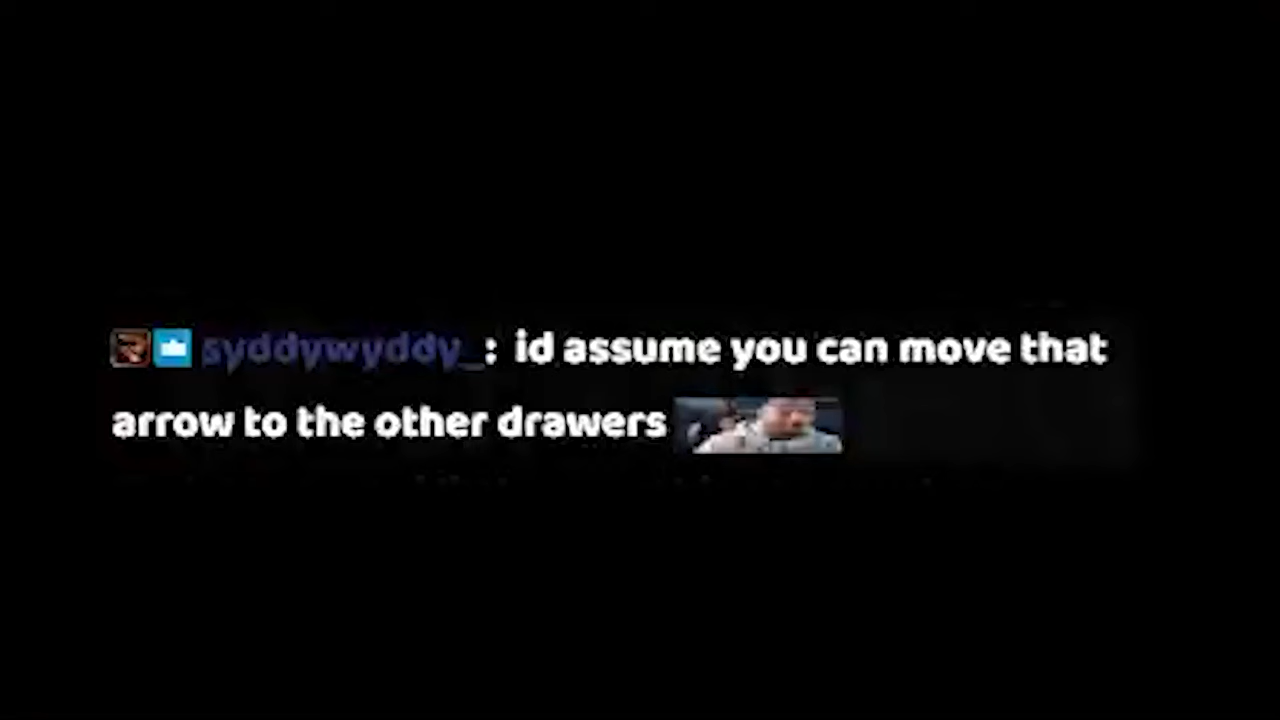 syddywyddy_: id assume you can move that
arrow to the other drawers